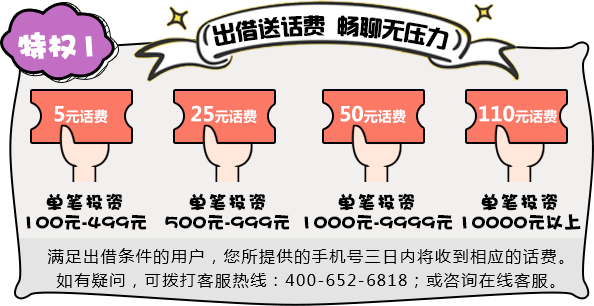 特权1
出借送话费 畅聊无压力
5元话费 25元话费 50元话费 110元话费
单笔投资 单笔投资 单笔投资 单笔投资
100元-499元 500元-999元 1000元-9999元 10000元以上
满足出借条件的用户，您所提供的手机号三日内将收到相应的话费。
如有疑问，可拨打客服热线：400-652-6818；或咨询在线客服。